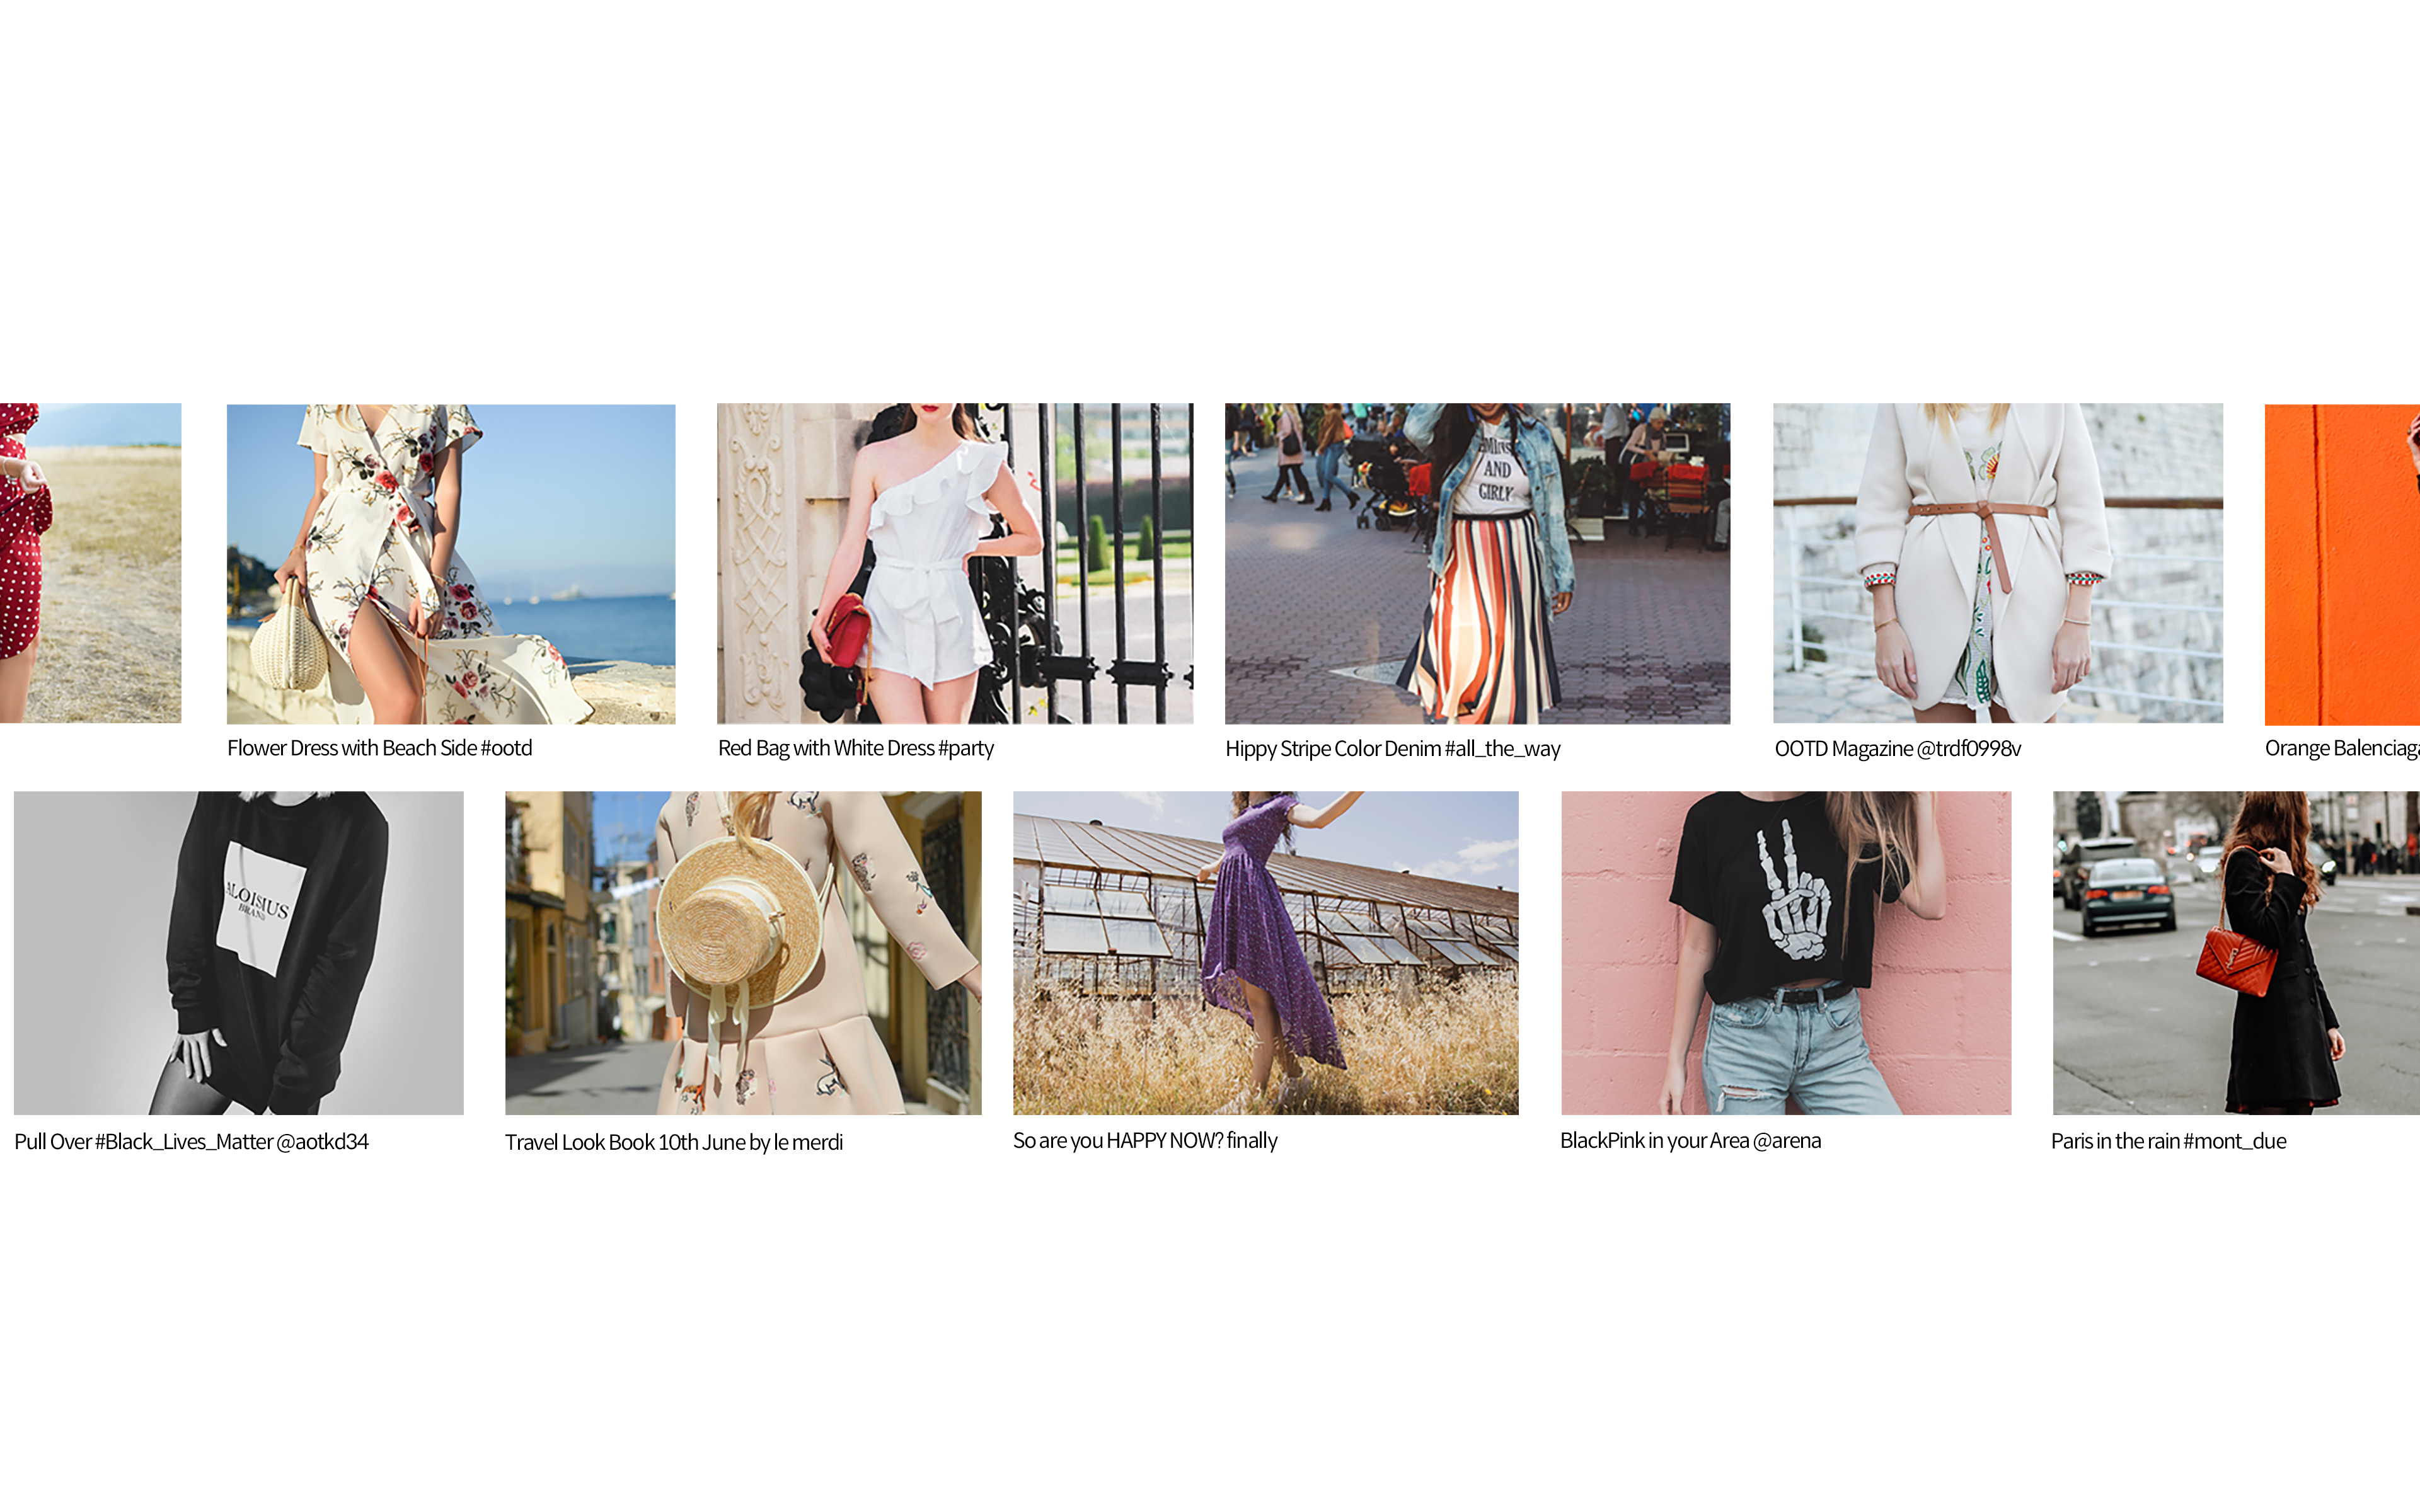 AND
GIRLY
Flower Dress with Beach Side #ootd
Red Bag with White Dress #party
Hippy Stripe Color Denim #all_the_way
OOTD Magazine @trdf0998v
Orange Balenciaga
ALOISIUS
BRAND
Pull Over #Black_Lives_Matter @aotkd34
Travel Look Book 10th June by le merdi
So are you HAPPY NOW? finally
BlackPink in your Area @arena
Paris in the rain #mont_due